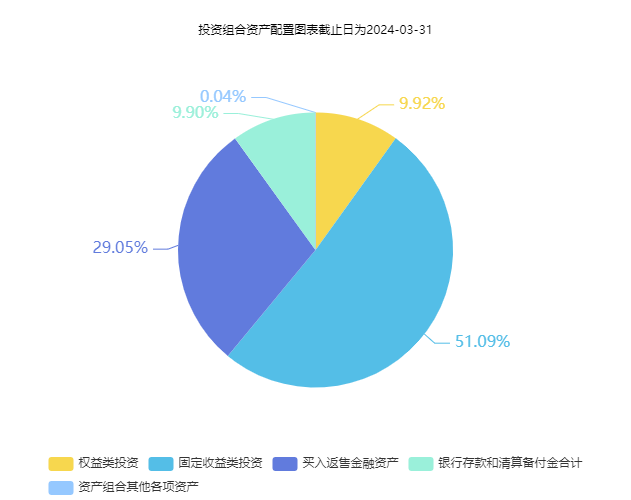 投资组合资产配置图表截止日为2024-03-31
0.04%
9.92%
9.90%
29.05%
51.09%
权益类投资 固定收益类投资 买入返售金融资产 银行存款和清算备付金合计
资产组合其他各项资产